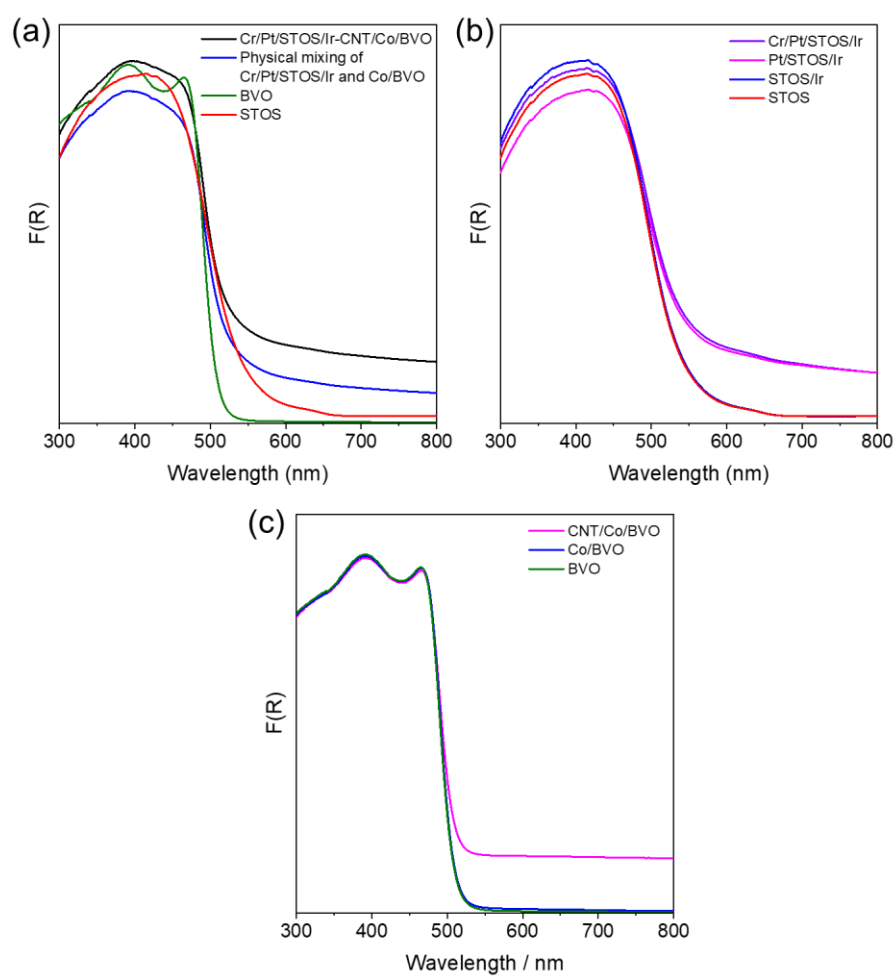 (a)
Cr/Pt/STOS/Ir-CNT/Co/BVO
Physical mixing of
Cr/Pt/STOS/Ir and Co/BVO
BVO
STOS
F(R)
300 400 500 600 700 800
Wavelength (nm)
(b)
Cr/Pt/STOS/Ir
Pt/STOS/Ir
STOS/Ir
STOS
F(R)
300 400 500 600 700 800
Wavelength (nm)
(c)
CNT/Co/BVO
Co/BVO
BVO
F(R)
300 400 500 600 700 800
Wavelength / nm